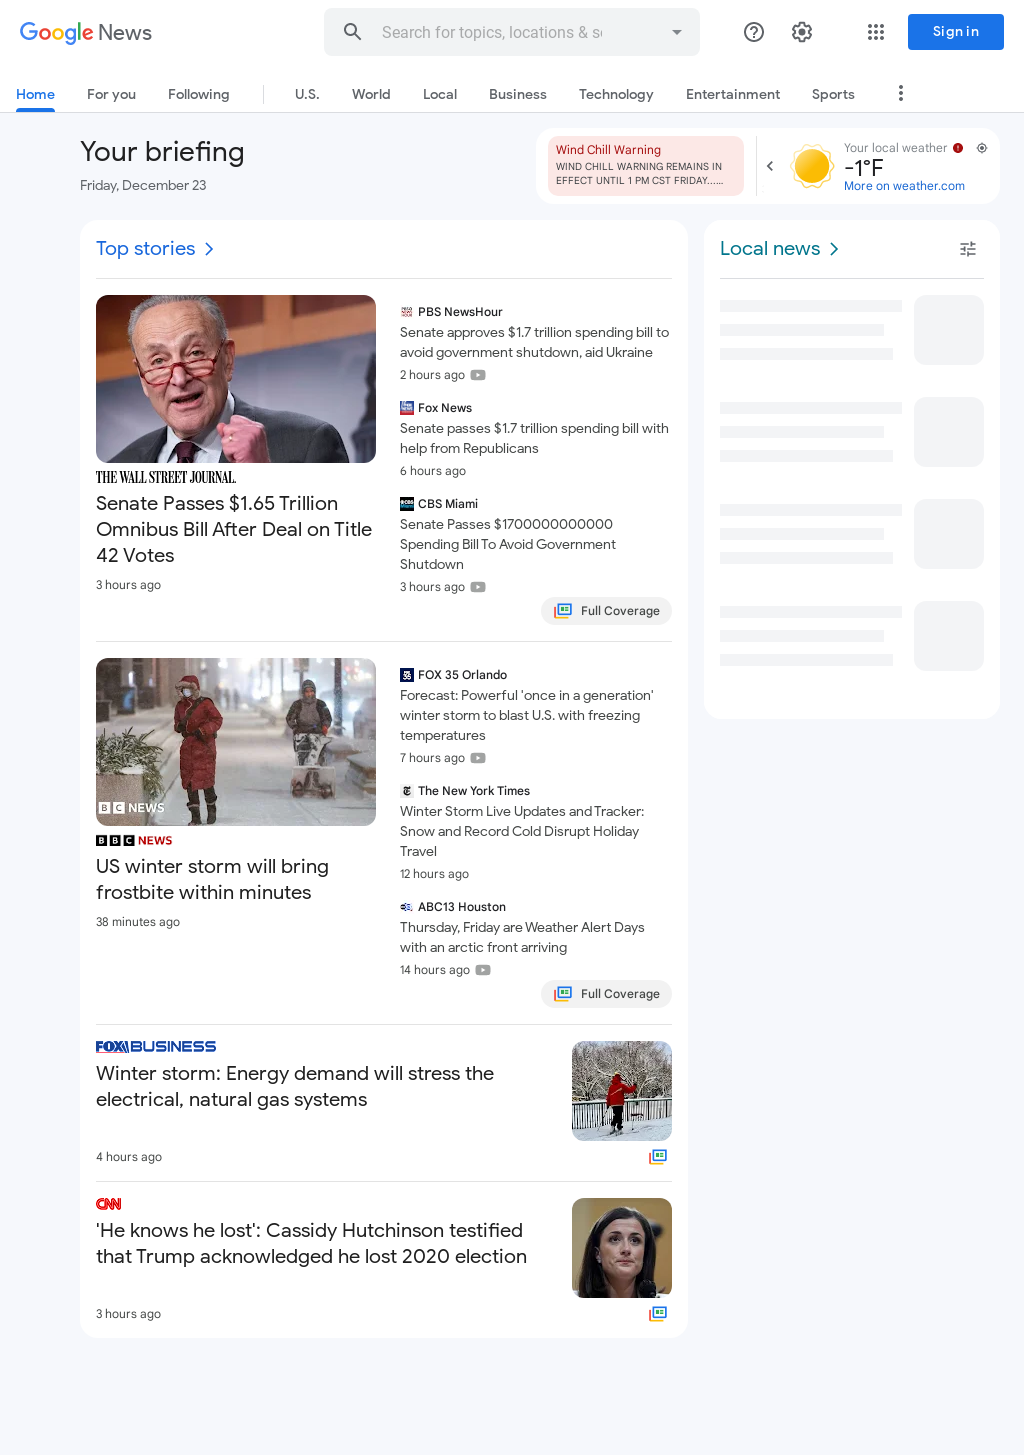 Google News
Search for topics, locations & so
Sign in
Home
For you
Following
U.S.
World
Local
Business
Technology
Entertainment
Sports
Your briefing
Friday, December 23
Wind Chill Warning
WIND CHILL WARNING REMAINS IN
EFFECT UNTIL 1 PM CST FRIDAY......
Your local weather
-1°F
More on weather.com
Top stories
THE WALL STREET JOURNAL.
Senate Passes $1.65 Trillion
Omnibus Bill After Deal on Title
42 Votes
3 hours ago
PBS NewsHour
Senate approves $1.7 trillion spending bill to
avoid government shutdown, aid Ukraine
2 hours ago
Fox News
Senate passes $1.7 trillion spending bill with
help from Republicans
6 hours ago
CBS Miami
Senate Passes $1700000000000
Spending Bill To Avoid Government
Shutdown
3 hours ago
Full Coverage
BBC NEWS
BBC NEWS
US winter storm will bring
frostbite within minutes
38 minutes ago
FOX 35 Orlando
Forecast: Powerful 'once in a generation'
winter storm to blast U.S. with freezing
temperatures
7 hours ago
The New York Times
Winter Storm Live Updates and Tracker:
Snow and Record Cold Disrupt Holiday
Travel
12 hours ago
ABC13 Houston
Thursday, Friday are Weather Alert Days
with an arctic front arriving
14 hours ago
Full Coverage
FOX BUSINESS
Winter storm: Energy demand will stress the
electrical, natural gas systems
4 hours ago
CNN
'He knows he lost': Cassidy Hutchinson testified
that Trump acknowledged he lost 2020 election
3 hours ago
Local news